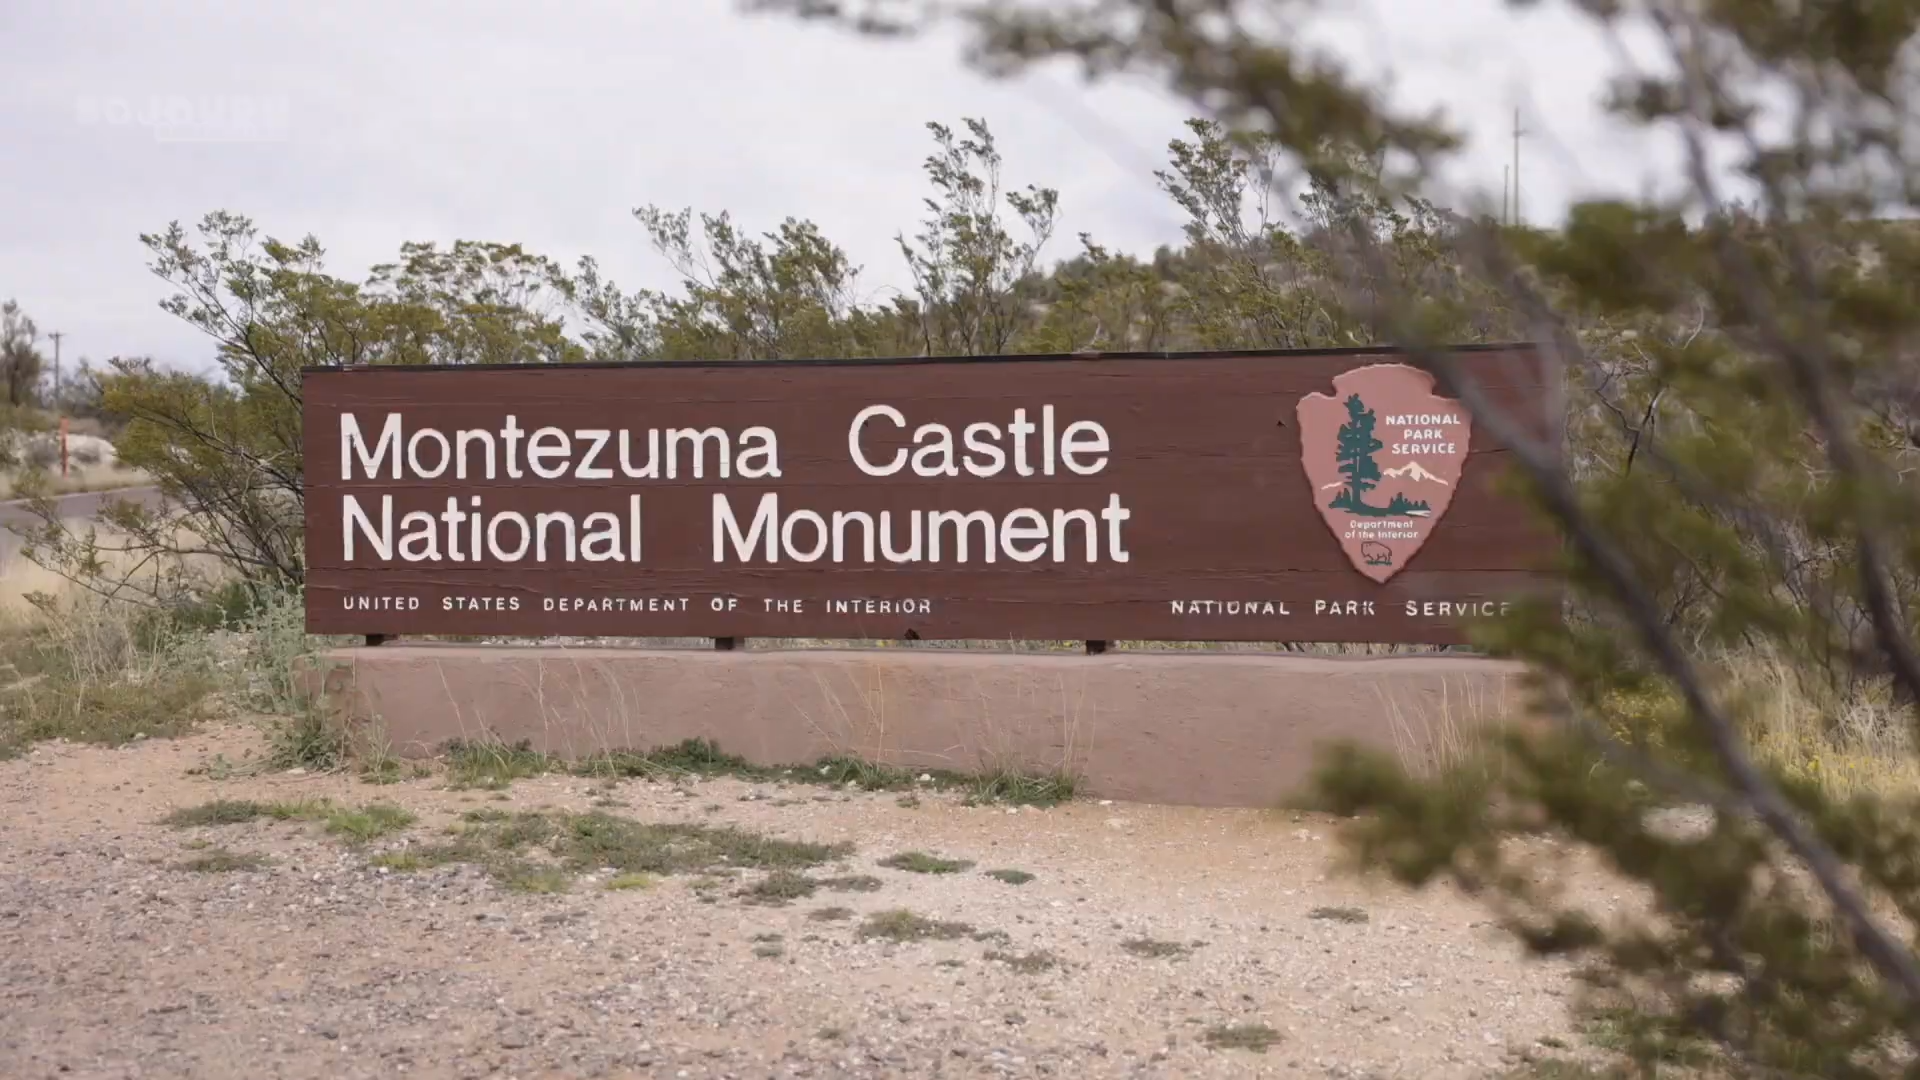 Montezuma Castle
National Monument
UNITED STATES DEPARTMENT OF THE INTERIOR
NATIONAL PARK SERVICE
NATIONAL
PARK
SERVICE
Department
of the Interior